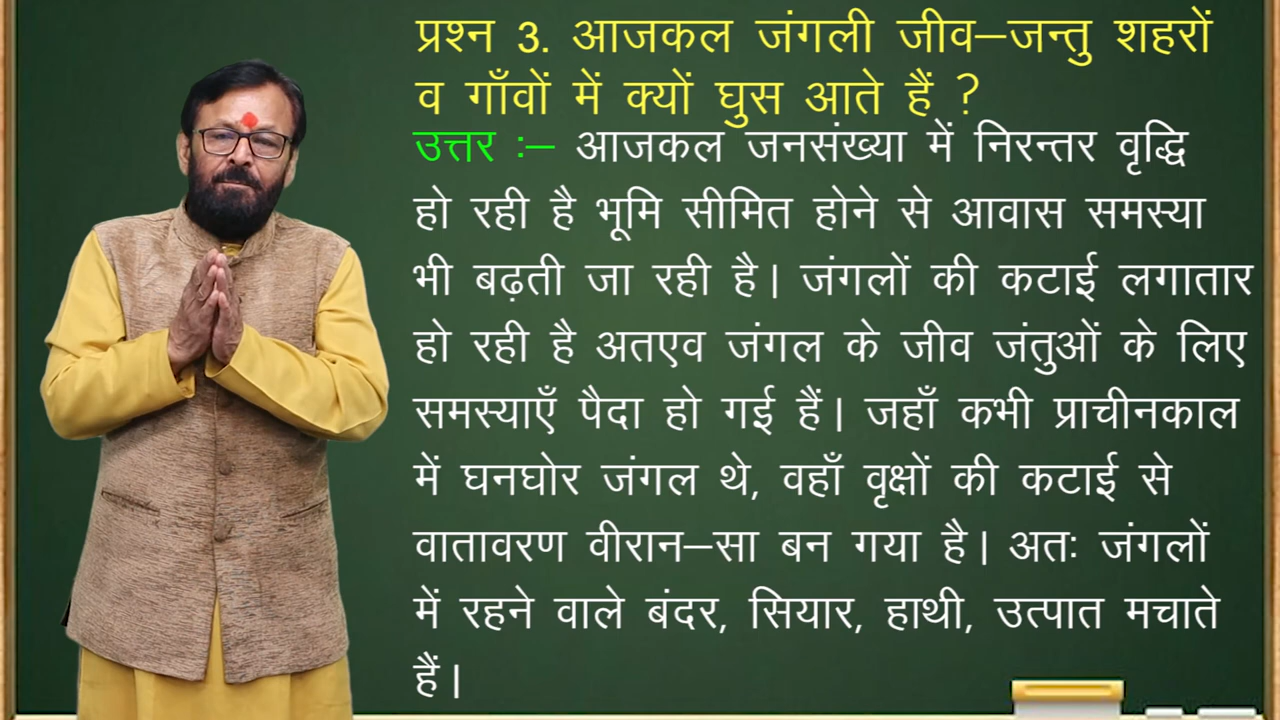 प्रश्न 3. आजकल जंगली जीव–जन्तु शहरों
व गाँवों में क्यों घुस आते हैं ?
उत्तर :– आजकल जनसंख्या में निरन्तर वृद्धि
हो रही है भूमि सीमित होने से आवास समस्या
भी बढ़ती जा रही है। जंगलों की कटाई लगातार
हो रही है अतएव जंगल के जीव जंतुओं के लिए
समस्याएँ पैदा हो गई हैं। जहाँ कभी प्राचीनकाल
में घनघोर जंगल थे, वहाँ वृक्षों की कटाई से
वातावरण वीरान–सा बन गया है। अतः जंगलों
में रहने वाले बंदर, सियार, हाथी, उत्पात मचाते
हैं।